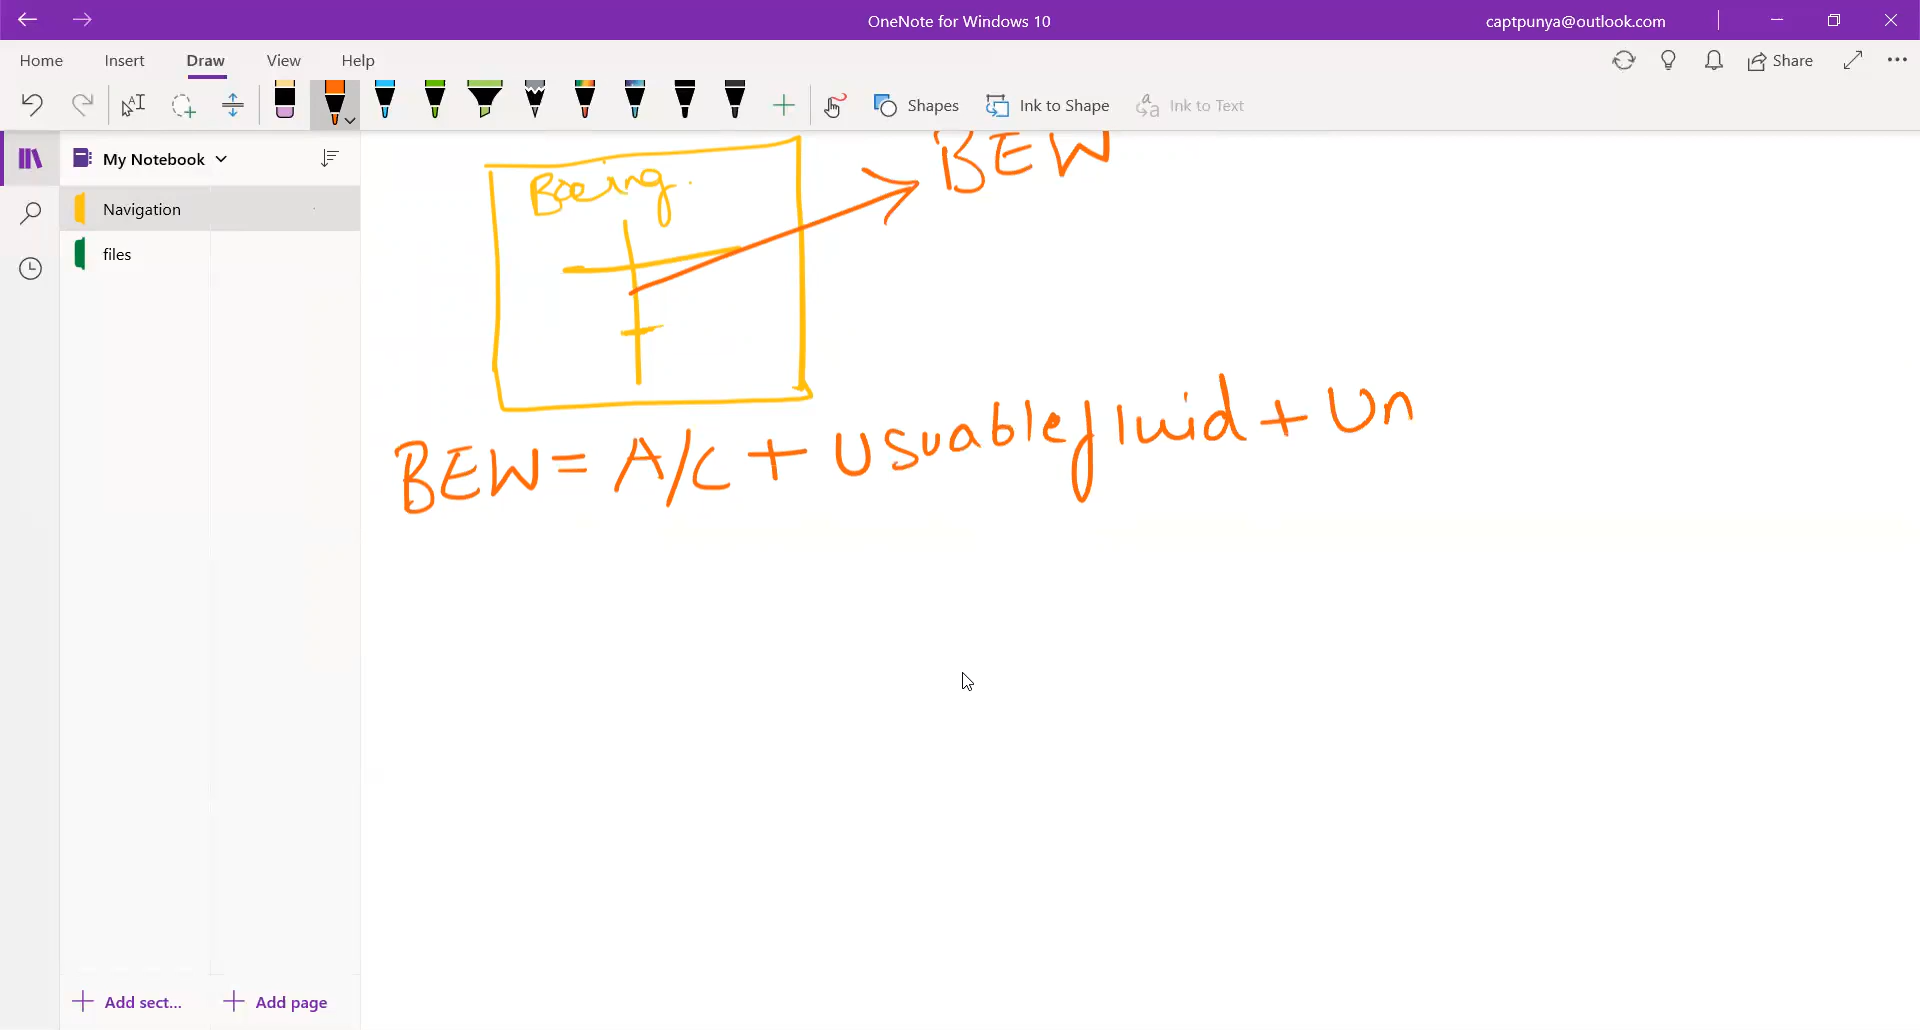 OneNote for Windows 10
captpunya@outlook.com
Home Insert Draw View Help
Share
Shapes
Ink to Shape
Ink to Text
My Notebook
Navigation
files
BEW
Boeing.
BEW = A/C + Usuable fluid + Un
Add sect...
Add page